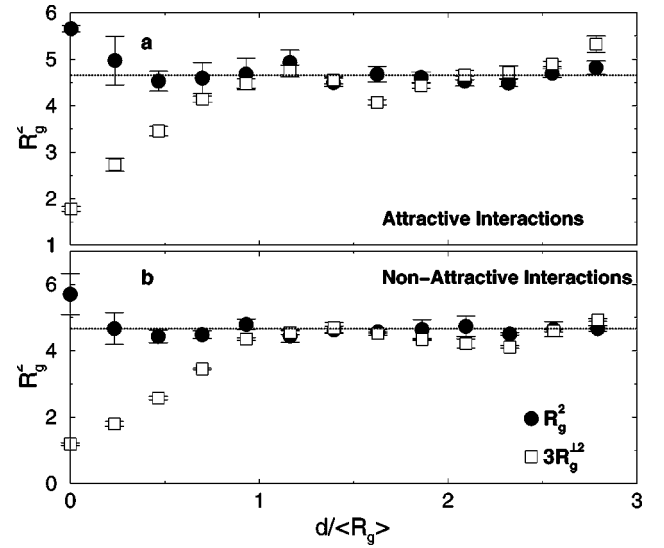 6
a
5
4
R_g^2
3
2
Attractive Interactions
1
b
Non-Attractive Interactions
6
4
R_g^2
2
R_g^2
3R_g^{⊥2}
0
0 1 2 3
d/<R_g>